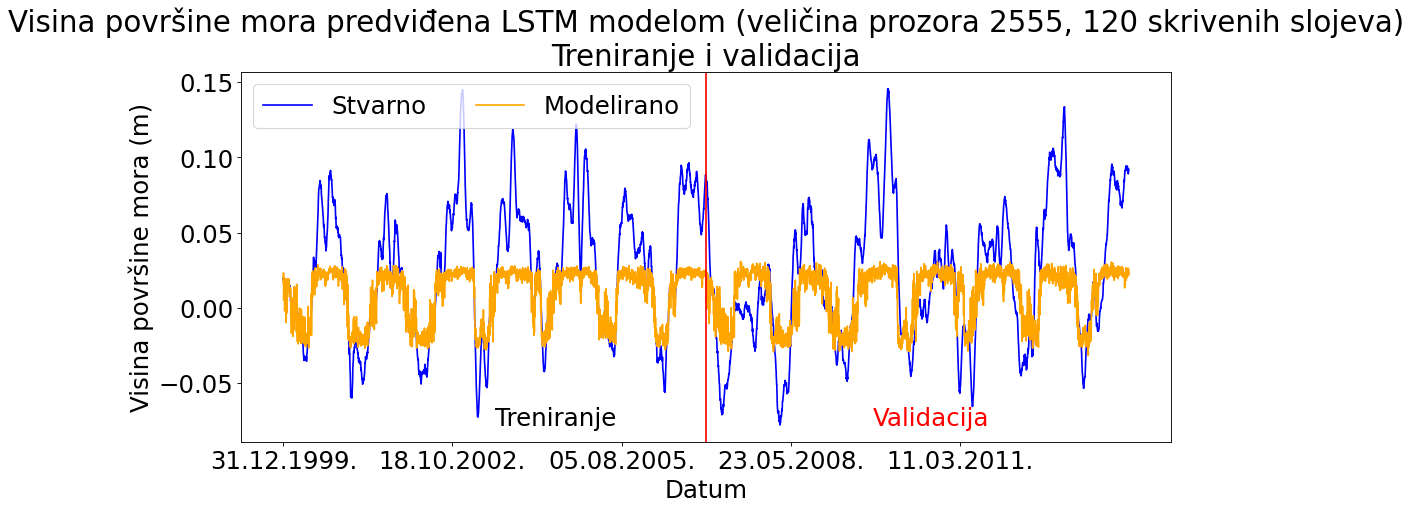 Visina površine mora predviđena LSTM modelom (veličina prozora 2555, 120 skrivenih slojeva)
Treniranje i validacija
Stvarno
Modelirano
Visina površine mora (m)
0.15
0.10
0.05
0.00
−0.05
Treniranje
Validacija
31.12.1999.
18.10.2002.
05.08.2005.
23.05.2008.
11.03.2011.
Datum